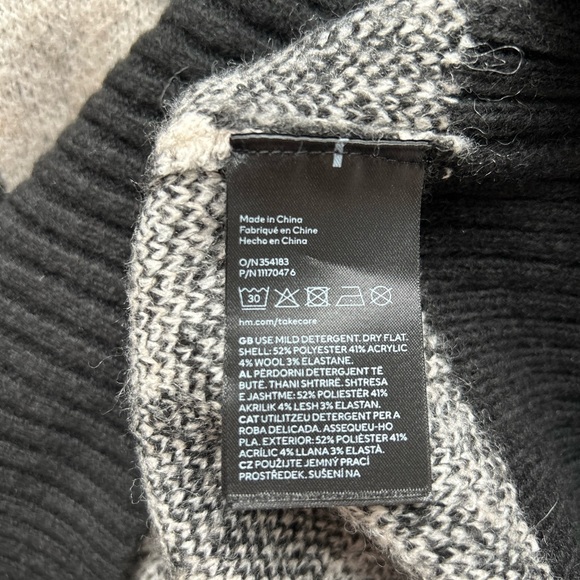 Made in China
Fabriqué en Chine
Hecho en China
O/N 354183
P/N 1117047 6
30
hm.com/takecare
GB USE MILD DETERGENT. DRY FLAT.
SHELL: 52% POLYESTER 41% ACRYLIC
4% WOOL 3% ELASTANE.
AL PËRDORNI DETERGJENT TË
BUTË. THANI SHTRIRË. SHTRESA
E JASHTME: 52% POLIESTËR 41%
AKRILIK 4% LESH 3% ELASTAN.
CAT UTILITZEU DETERGENT PER A
ROBA DELICADA. ASSEQUEU-HO
PLA. EXTERIOR: 52% POLIÈSTER 41%
ACRÍLIC 4% LLANA 3% ELASTÀ.
CZ POUŽIJTE JEMNÝ PRACÍ
PROSTŘEDEK, SUŠENÍ NA